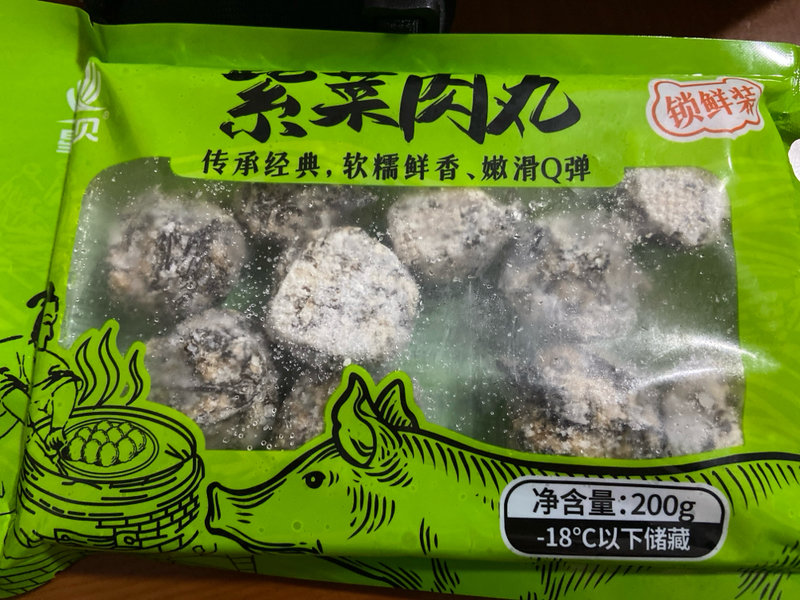 紫菜肉丸
锁鲜装
传承经典，软糯鲜香、嫩滑Q弹
净含量：200g
-18°C以下储藏